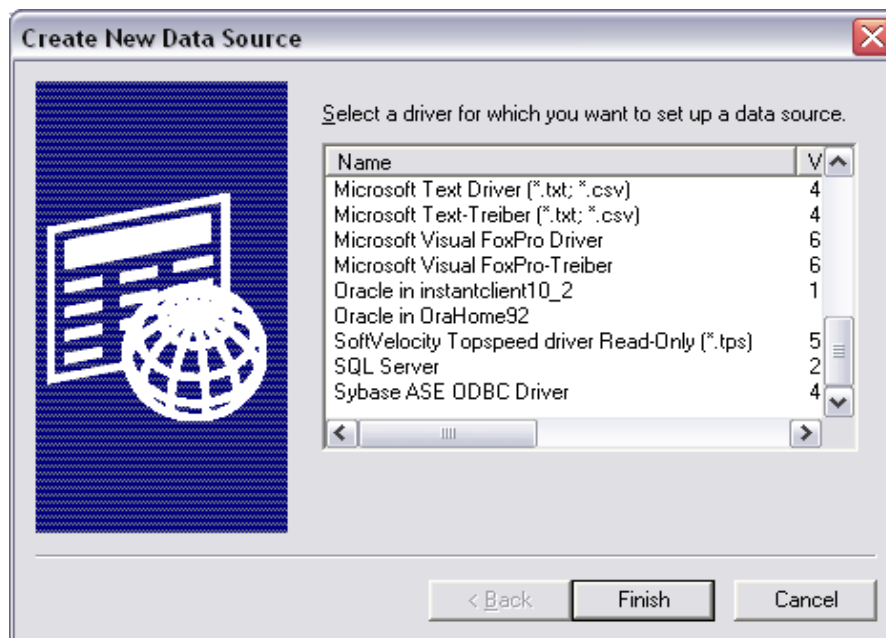 Create New Data Source
Select a driver for which you want to set up a data source.
Name V
Microsoft Text Driver (*.txt; *.csv) 4
Microsoft Text-Treiber (*.txt; *.csv) 4
Microsoft Visual FoxPro Driver 6
Microsoft Visual FoxPro-Treiber 6
Oracle in instantclient10_2 1
Oracle in OraHome92
SoftVelocity Topspeed driver Read-Only (*.tps) 5
SQL Server 2
Sybase ASE ODBC Driver 4
< Back Finish Cancel